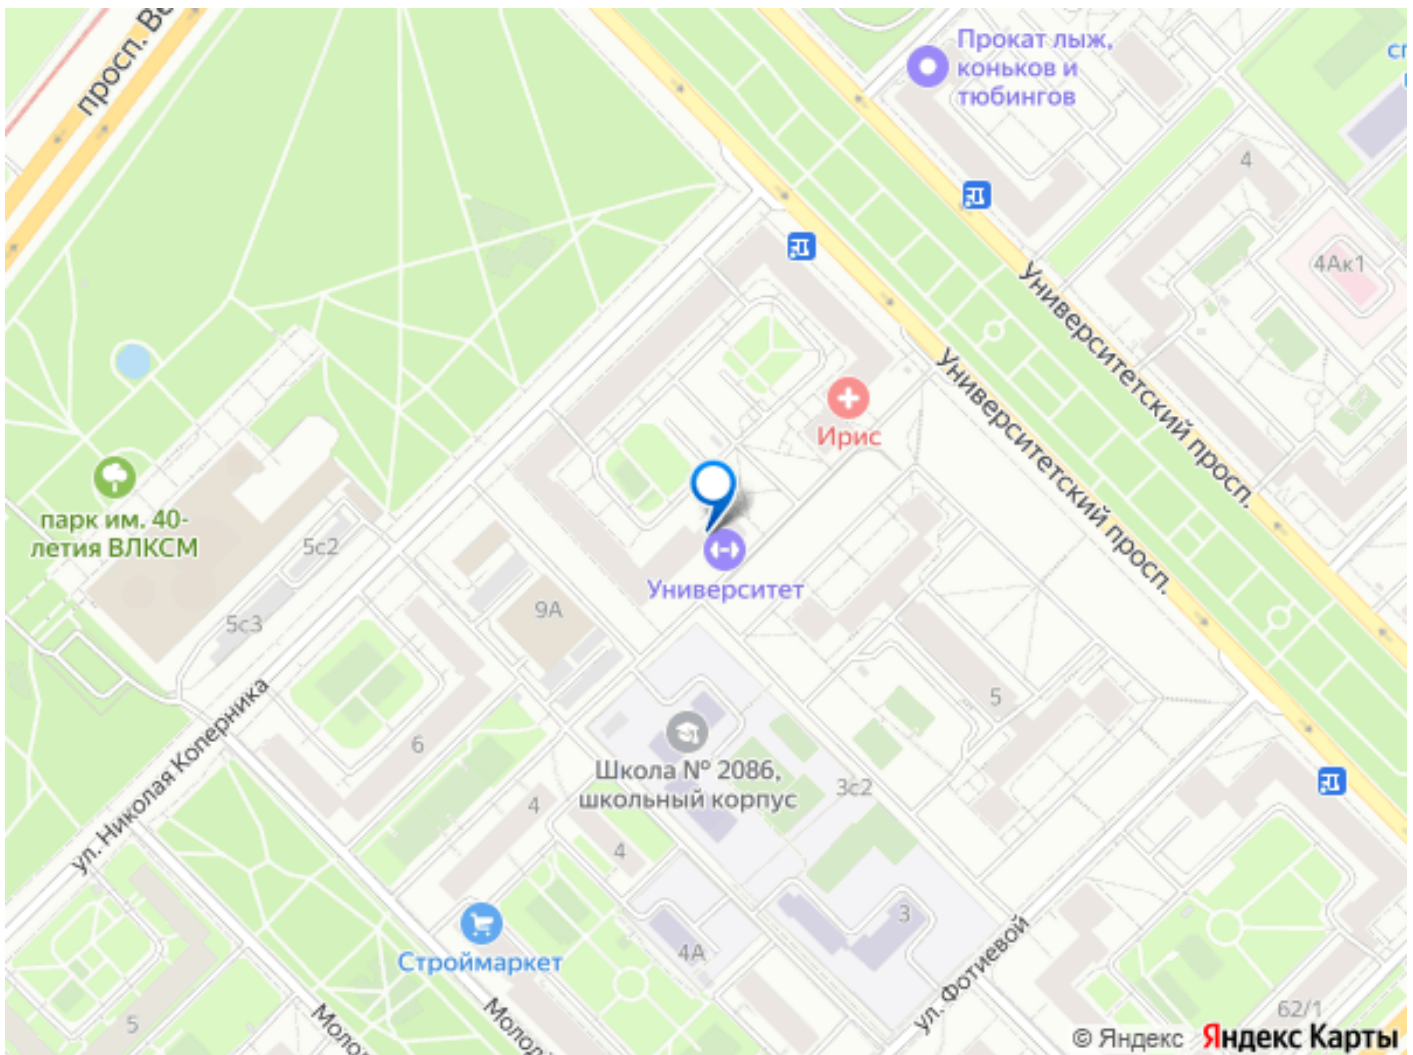 просп. Ве
Прокат лыж,
коньков и
тюбингов
4
4Ак1
Университетский просп.
Университетский просп.
Ирис
парк им. 40-
летия ВЛКСМ
5с2
5с3
9А
Университет
ул. Николая Коперника
6
5
Школа № 2086,
школьный корпус
3с2
4
4
3
4А
Строймаркет
ул. Фотиевой
62/1
5
Моло
Молод
© Яндекс Яндекс Карты